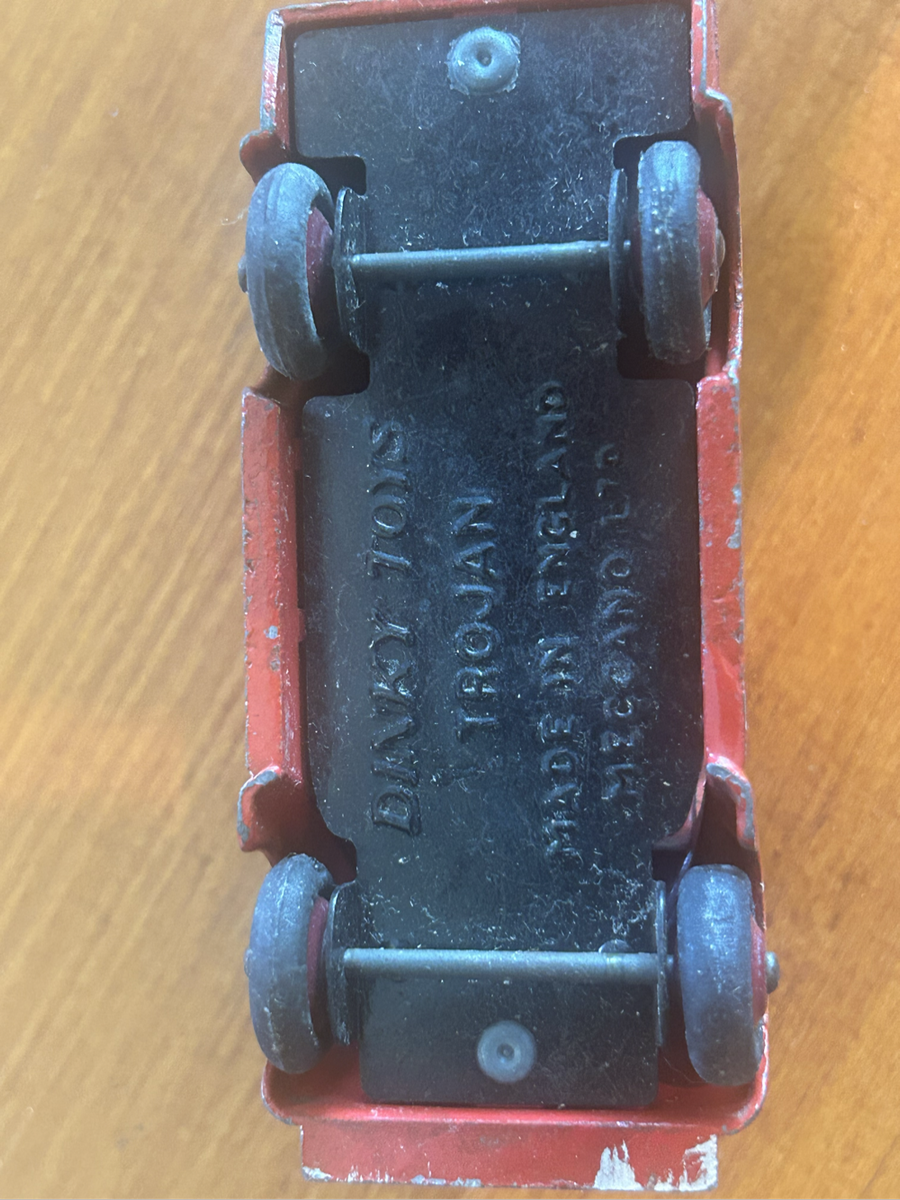 DINKY TOYS
TROJAN
MADE IN ENGLAND
MECCANO LTD